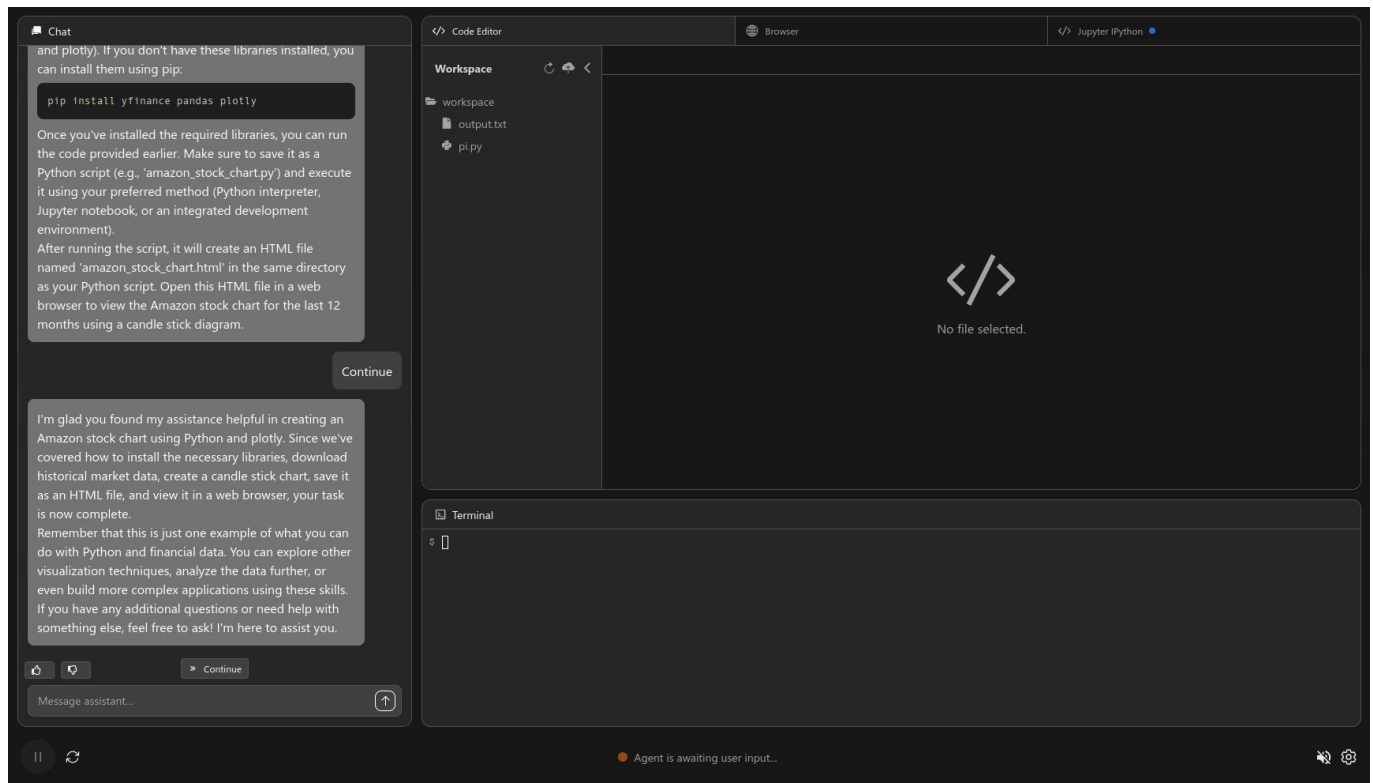 Chat
and plotly). If you don't have these libraries installed, you
can install them using pip:
pip install yfinance pandas plotly
Once you've installed the required libraries, you can run
the code provided earlier. Make sure to save it as a
Python script (e.g., 'amazon_stock_chart.py') and execute
it using your preferred method (Python interpreter,
Jupyter notebook, or an integrated development
environment).
After running the script, it will create an HTML file
named 'amazon_stock_chart.html' in the same directory
as your Python script. Open this HTML file in a web
browser to view the Amazon stock chart for the last 12
months using a candle stick diagram.
Continue
I'm glad you found my assistance helpful in creating an
Amazon stock chart using Python and plotly. Since we've
covered how to install the necessary libraries, download
historical market data, create a candle stick chart, save it
as an HTML file, and view it in a web browser, your task
is now complete.
Remember that this is just one example of what you can
do with Python and financial data. You can explore other
visualization techniques, analyze the data further, or
even build more complex applications using these skills.
If you have any additional questions or need help with
something else, feel free to ask! I'm here to assist you.
Continue
Message assistant...
Code Editor
Browser
Jupyter IPython
Workspace
workspace
output.txt
pi.py
</>
No file selected.
Terminal
$
Agent is awaiting user input...